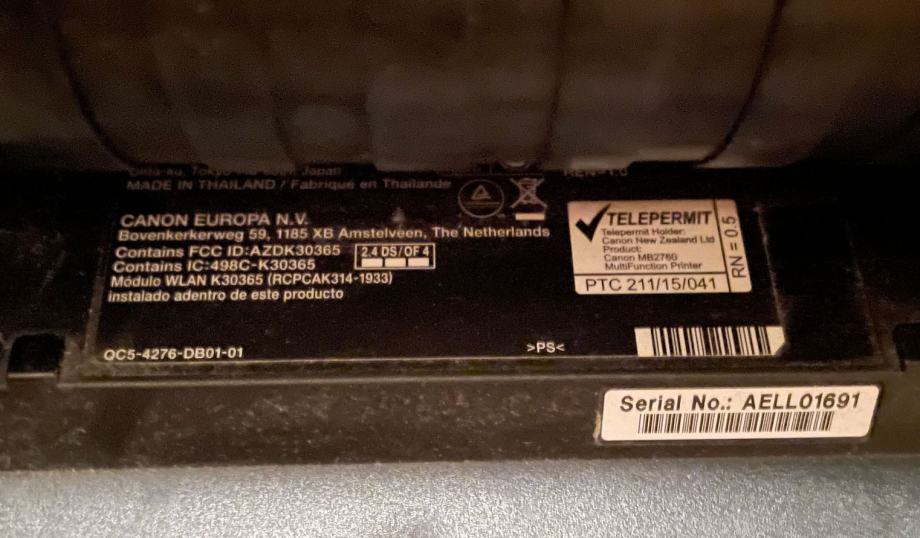 Tokyo
Japan
MADE IN THAILAND / Fabriqué en Thaïlande
CANON EUROPA N.V.
Bovenkerkerweg 59, 1185 XB Amstelveen, The Netherlands
Contains FCC ID:AZDK30365
Contains IC:498C-K30365
2.4 DS/OF 4
Módulo WLAN K30365 (RCPCAK314-1933)
instalado adentro de este producto
QC5-4276-DB01-01
>PS<
TELEPERMIT
Telepermit Holder:
Canon New Zealand Ltd
Product:
Canon MB2760
MultiFunction Printer
PTC 211/15/041
RN = 0.5
Serial No.: AELL01691